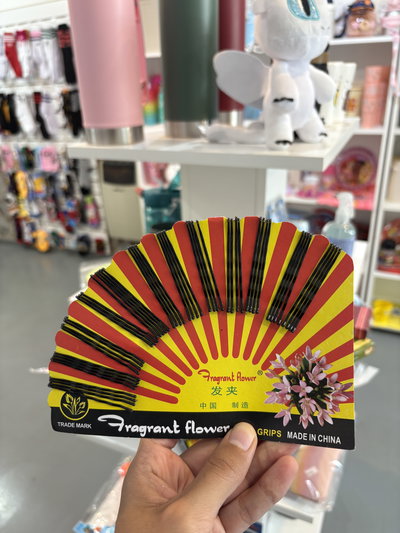 Fragrant flower
发夹
中国 制造
TRADE MARK
Fragrant flower GRIPS MADE IN CHINA